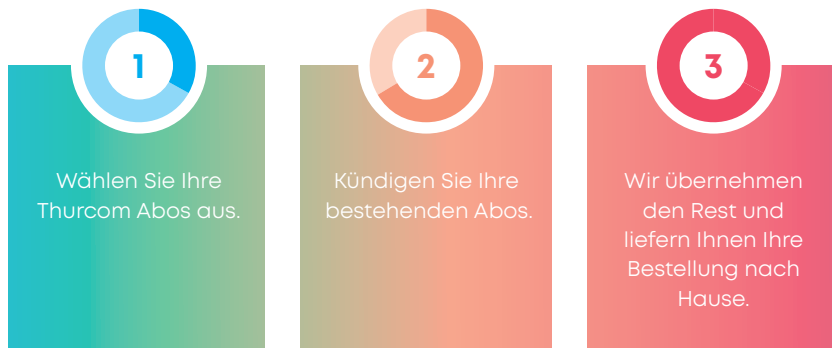 1
Wählen Sie Ihre
Thurcom Abos aus.
2
Kündigen Sie Ihre
bestehenden Abos.
3
Wir übernehmen
den Rest und
liefern Ihnen Ihre
Bestellung nach
Hause.